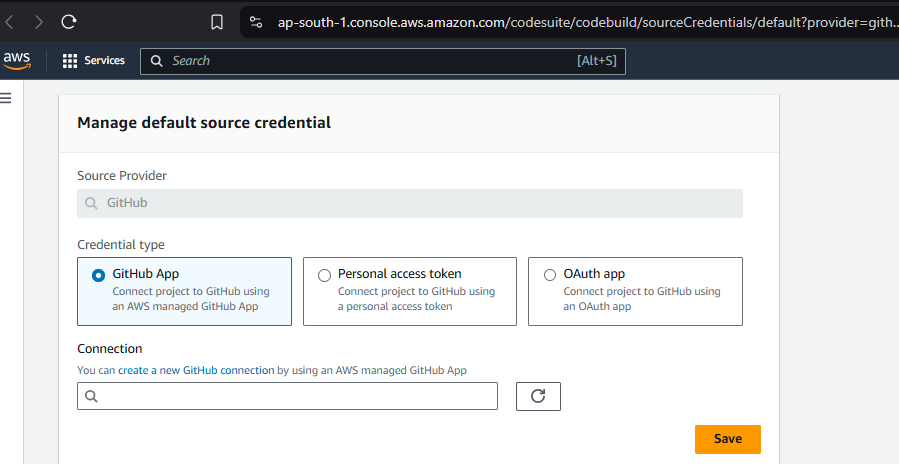 ap-south-1.console.aws.amazon.com/codesuite/codebuild/sourceCredentials/default?provider=gith...
aws
Services
Search
[Alt+S]
Manage default source credential
Source Provider
GitHub
Credential type
GitHub App
Connect project to GitHub using
an AWS managed GitHub App
Personal access token
Connect project to GitHub using
a personal access token
OAuth app
Connect project to GitHub using
an OAuth app
Connection
You can create a new GitHub connection by using an AWS managed GitHub App
Save